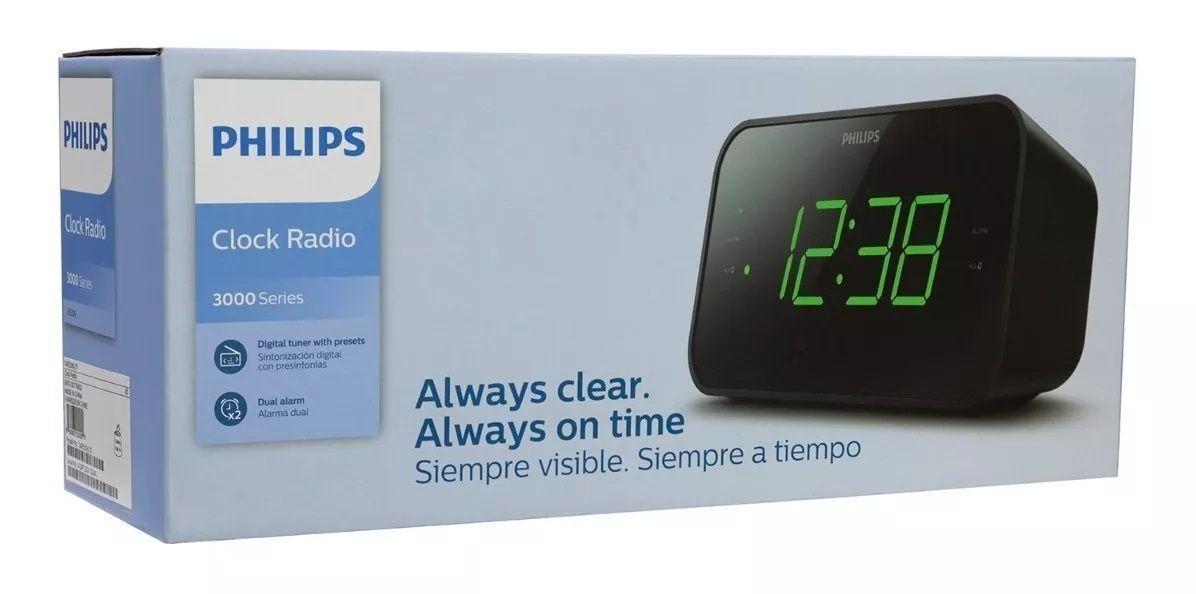 PHILIPS
Clock Radio
3000 Series
PHILIPS
Clock Radio
3000 Series
Digital tuner with presets
Sintonización digital
con presintonías
x2
Dual alarm
Alarma dual
Always clear.
Always on time
Siempre visible. Siempre a tiempo
PHILIPS
12:38